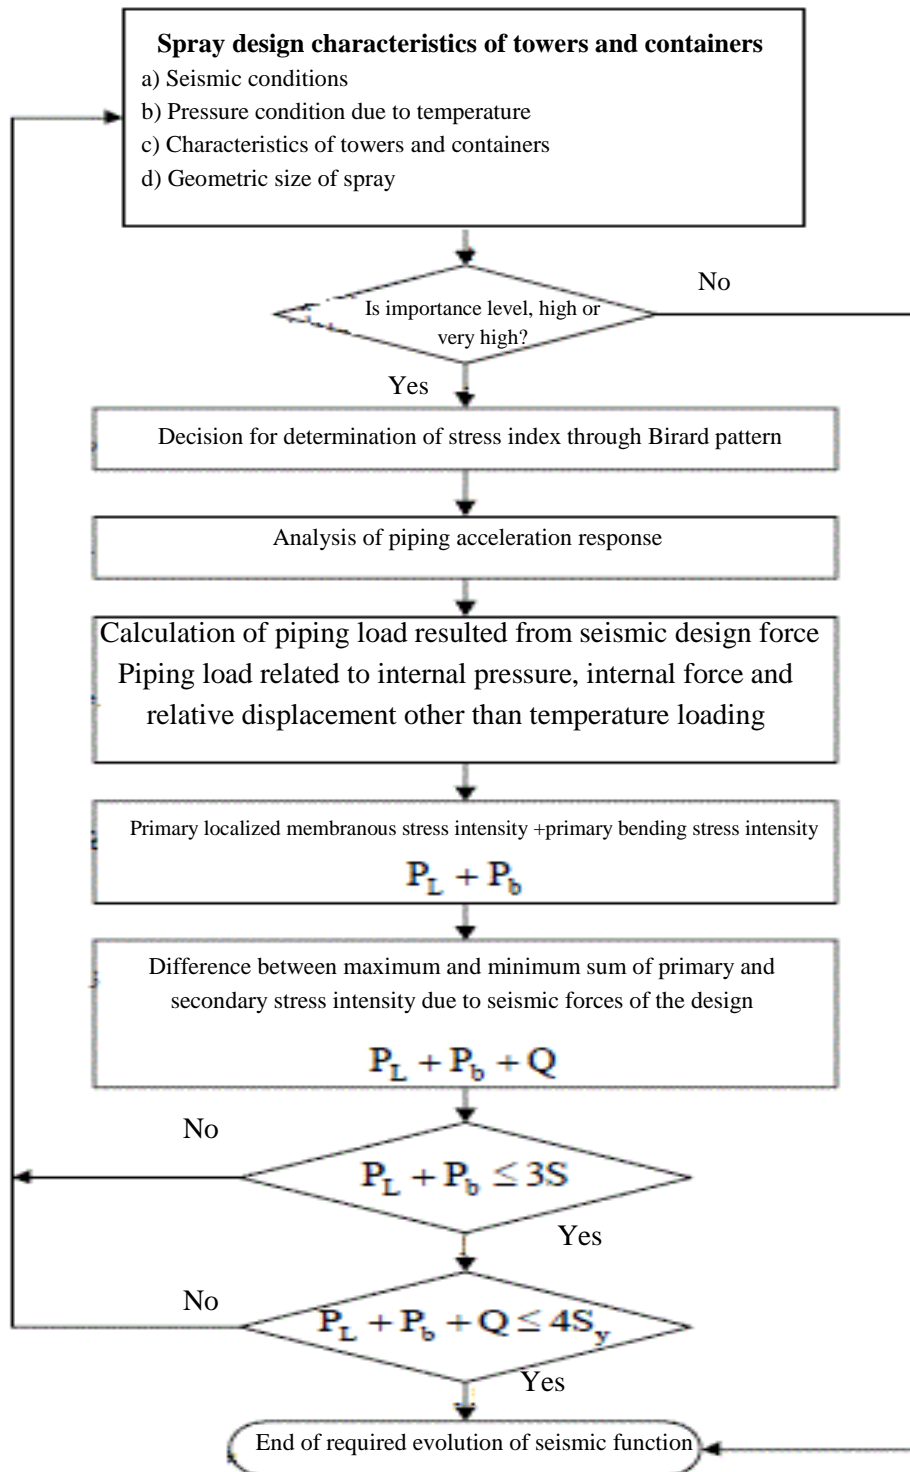 Spray design characteristics of towers and containers
a) Seismic conditions
b) Pressure condition due to temperature
c) Characteristics of towers and containers
d) Geometric size of spray
No
Is importance level, high or
very high?
Yes
Decision for determination of stress index through Birard pattern
Analysis of piping acceleration response
Calculation of piping load resulted from seismic design force
Piping load related to internal pressure, internal force and
relative displacement other than temperature loading
Primary localized membranous stress intensity +primary bending stress intensity
P_L + P_b
Difference between maximum and minimum sum of primary and
secondary stress intensity due to seismic forces of the design
P_L + P_b + Q
No
P_L + P_b ≤ 3S
Yes
No
P_L + P_b + Q ≤ 4S_y
Yes
End of required evolution of seismic function